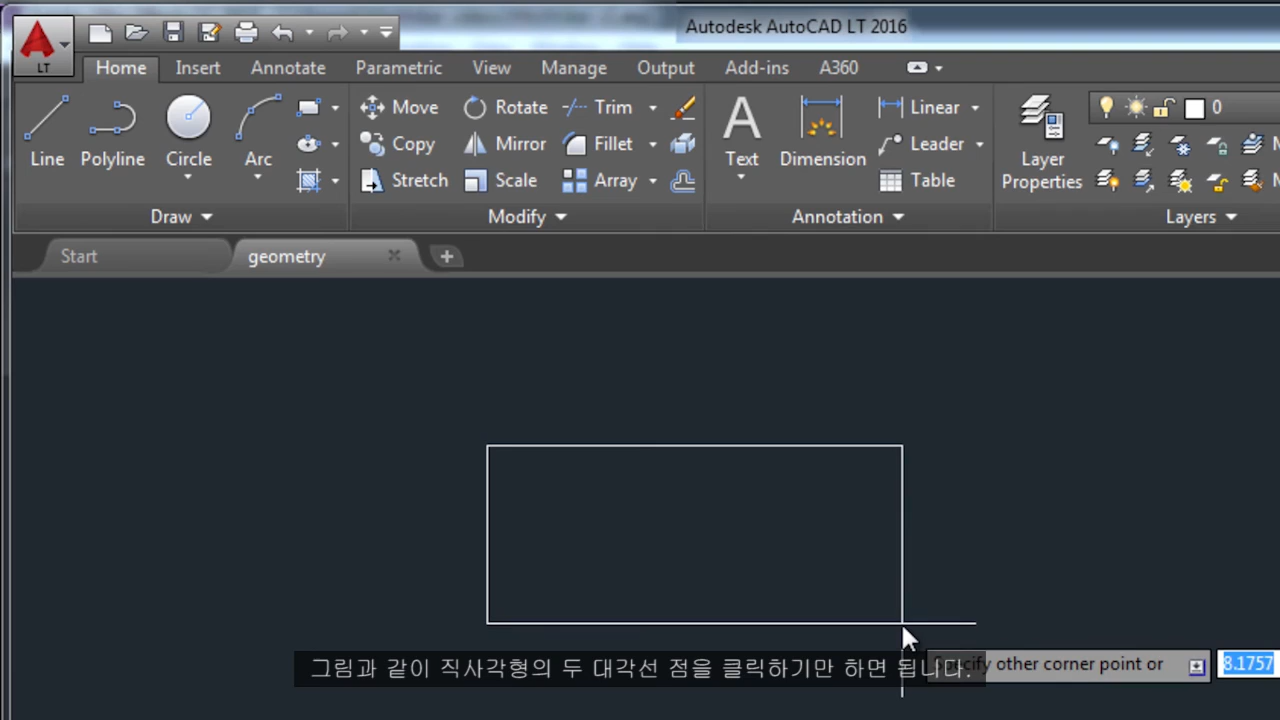 Autodesk AutoCAD LT 2016
LT
Home Insert Annotate Parametric View Manage Output Add-ins A360
Line Polyline Circle Arc
Move Rotate Trim
Copy Mirror Fillet
Stretch Scale Array
Text Dimension
Linear
Leader
Table
Layer
Properties
0
Draw Modify Annotation Layers
Start geometry
그림과 같이 직사각형의 두 대각선 점을 클릭하기만 하면 됩니다.
other corner point or 8.1757